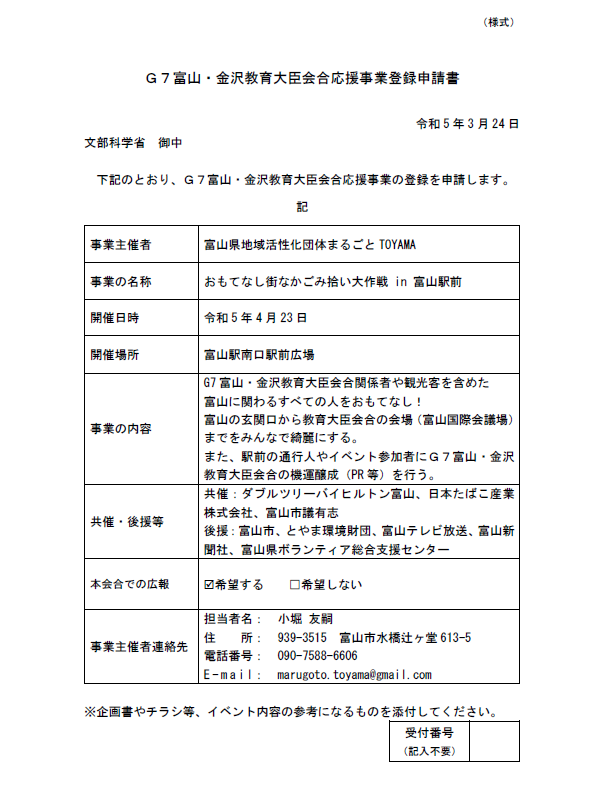 （様式）
Ｇ７富山・金沢教育大臣会合応援事業登録申請書
令和５年３月24日
文部科学省　御中
下記のとおり、Ｇ７富山・金沢教育大臣会合応援事業の登録を申請します。
記
事業主催者　富山県地域活性化団体まるごとTOYAMA
事業の名称　おもてなし街なかごみ拾い大作戦 in 富山駅前
開催日時　令和５年４月23日
開催場所　富山駅南口駅前広場
事業の内容
G7富山・金沢教育大臣会合関係者や観光客を含めた
富山に関わるすべての人をおもてなし！
富山の玄関口から教育大臣会合の会場（富山国際会議場）
までをみんなで綺麗にする。
また、駅前の通行人やイベント参加者にＧ７富山・金沢
教育大臣会合の機運醸成（PR等）を行う。
共催・後援等
共催：ダブルツリーバイヒルトン富山、日本たばこ産業
株式会社、富山市議有志
後援：富山市、とやま環境財団、富山テレビ放送、富山新
聞社、富山県ボランティア総合支援センター
本会合での広報　☑希望する　　□希望しない
事業主催者連絡先
担当者名：　小堀 友嗣
住　　所：　939-3515　富山市水橋辻ヶ堂613-5
電話番号：　090-7588-6606
E-mail：　marugoto.toyama@gmail.com
※企画書やチラシ等、イベント内容の参考になるものを添付してください。
受付番号
（記入不要）